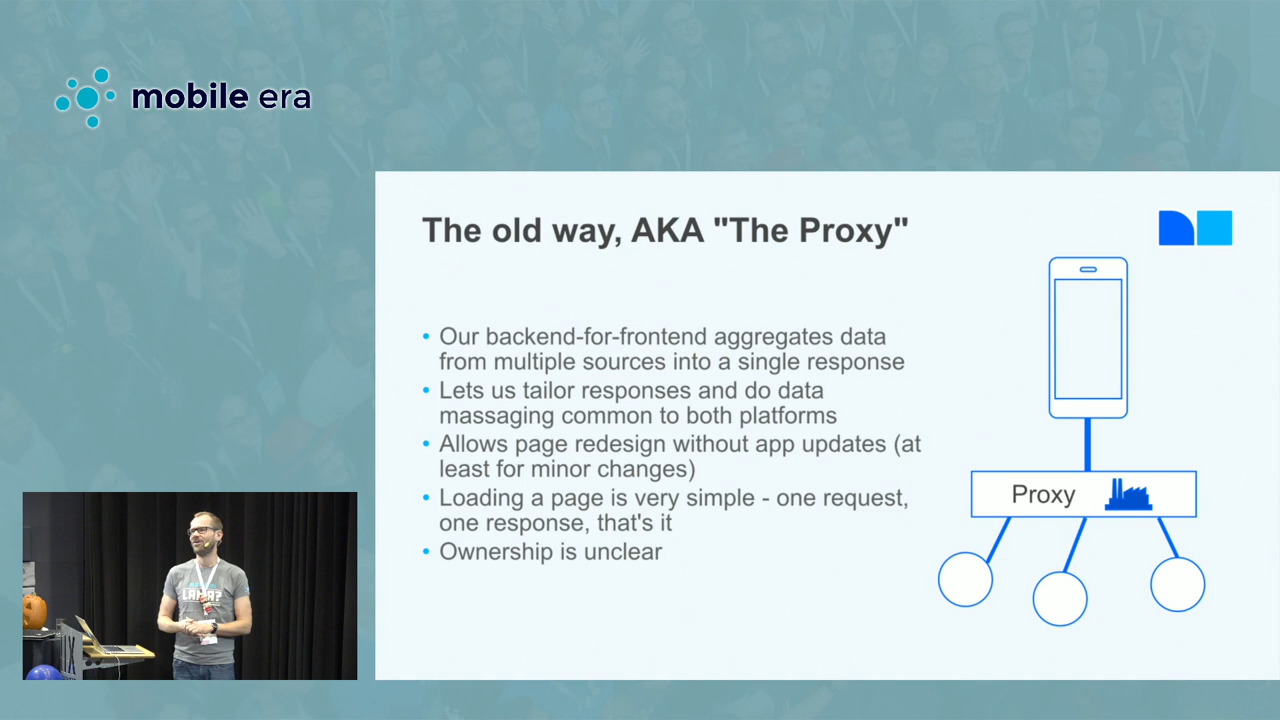 mobile era
The old way, AKA "The Proxy"
• Our backend-for-frontend aggregates data
from multiple sources into a single response
• Lets us tailor responses and do data
massaging common to both platforms
• Allows page redesign without app updates (at
least for minor changes)
• Loading a page is very simple - one request,
one response, that's it
• Ownership is unclear
Proxy